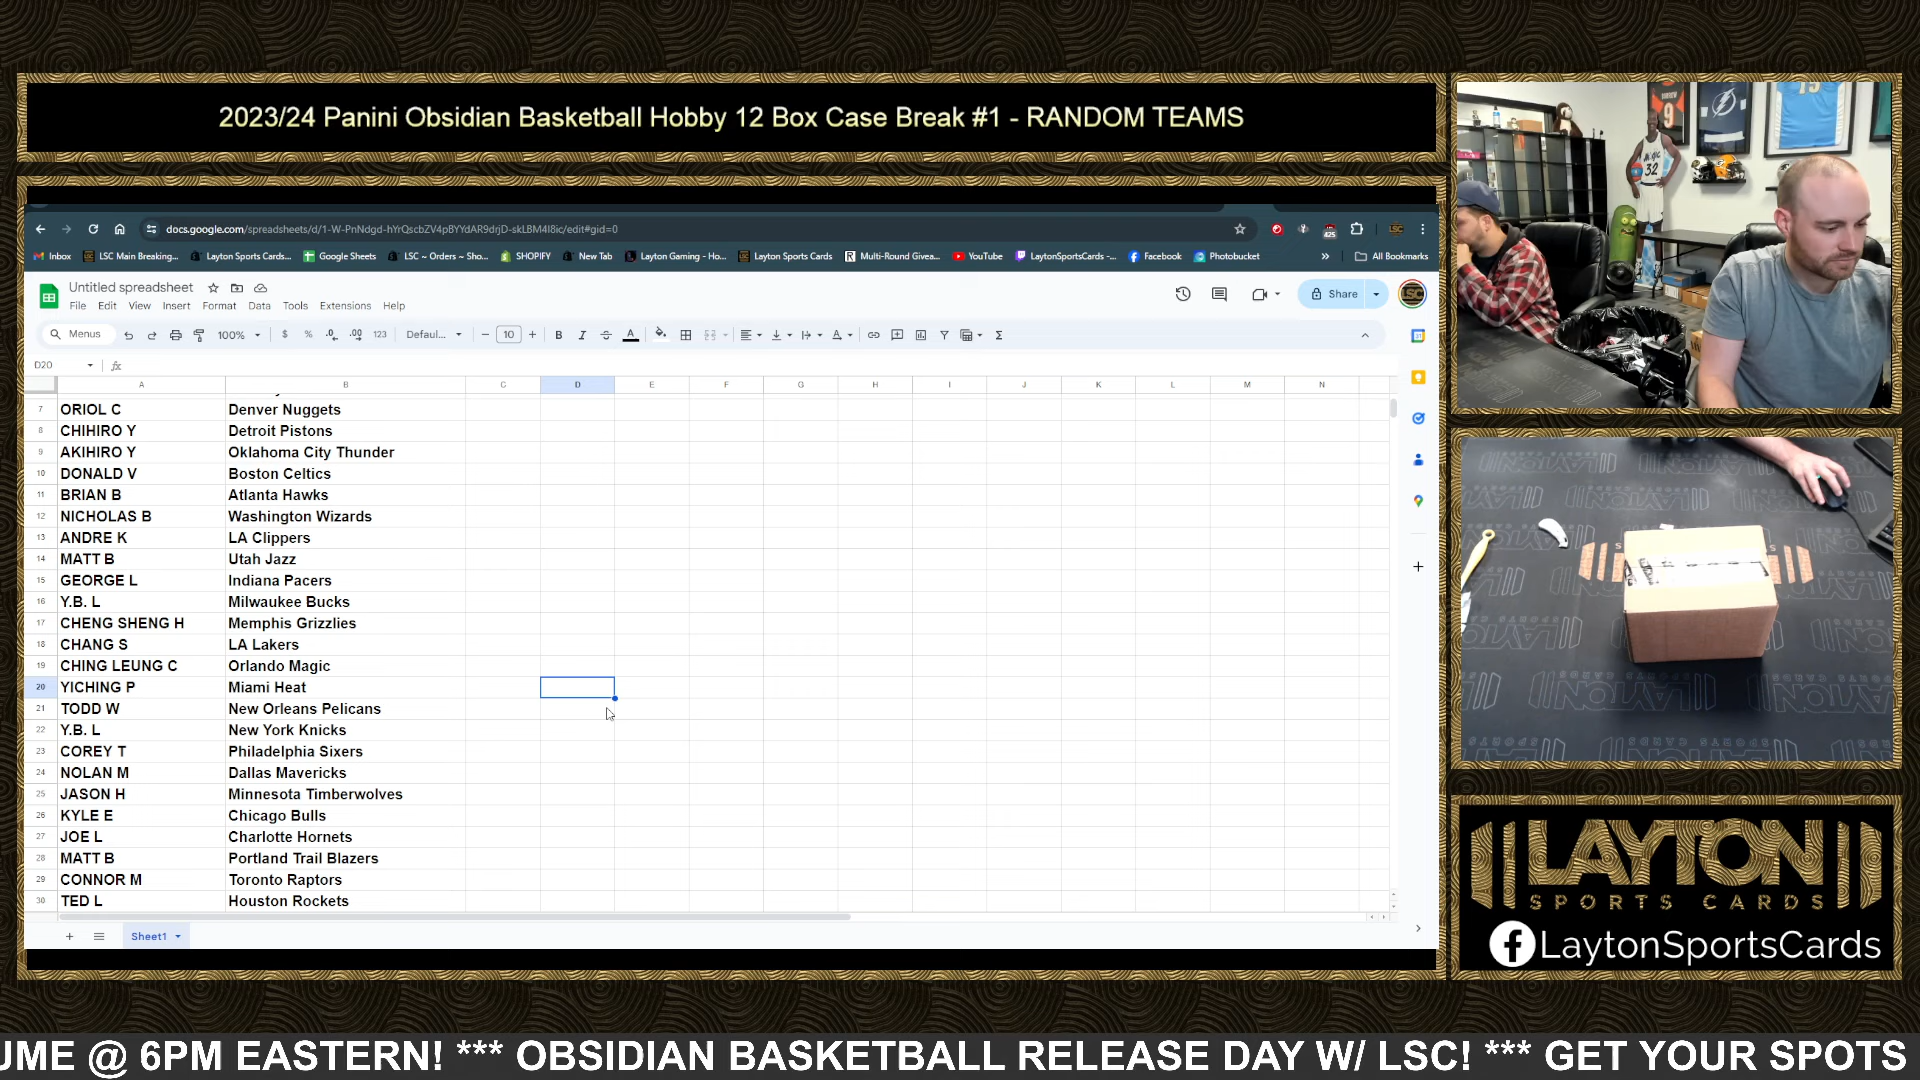 2023/24 Panini Obsidian Basketball Hobby 12 Box Case Break #1 - RANDOM TEAMS
docs.google.com/spreadsheets/d/1-W-PnNdgd-hYrQscbZV4pBYYdAR9drjD-skLBM4I8ic/edit#gid=0
Inbox LSC Main Breaking... Layton Sports Cards... Google Sheets LSC ~ Orders ~ Sho... SHOPIFY New Tab Layton Gaming - Ho... Layton Sports Cards Multi-Round Givea... YouTube LaytonSportsCards -... Facebook Photobucket » All Bookmarks
Untitled spreadsheet
File Edit View Insert Format Data Tools Extensions Help
Share
LSC
Menus 100% $ % .0 .00 123 Defaul... - 10 + B I S A Σ
D20 fx
A B C D E F G H I J K L M N
7 ORIOL C Denver Nuggets
8 CHIHIRO Y Detroit Pistons
9 AKIHIRO Y Oklahoma City Thunder
10 DONALD V Boston Celtics
11 BRIAN B Atlanta Hawks
12 NICHOLAS B Washington Wizards
13 ANDRE K LA Clippers
14 MATT B Utah Jazz
15 GEORGE L Indiana Pacers
16 Y.B. L Milwaukee Bucks
17 CHENG SHENG H Memphis Grizzlies
18 CHANG S LA Lakers
19 CHING LEUNG C Orlando Magic
20 YICHING P Miami Heat
21 TODD W New Orleans Pelicans
22 Y.B. L New York Knicks
23 COREY T Philadelphia Sixers
24 NOLAN M Dallas Mavericks
25 JASON H Minnesota Timberwolves
26 KYLE E Chicago Bulls
27 JOE L Charlotte Hornets
28 MATT B Portland Trail Blazers
29 CONNOR M Toronto Raptors
30 TED L Houston Rockets
Sheet1
MAGIC
32
9
LAYTON
SPORTS CARDS
LaytonSportsCards
UME @ 6PM EASTERN! *** OBSIDIAN BASKETBALL RELEASE DAY W/ LSC! *** GET YOUR SPOTS